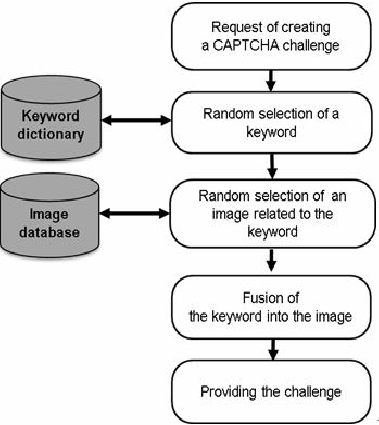 Request of creating
a CAPTCHA challenge
Keyword
dictionary
Random selection of a
keyword
Image
database
Random selection of an
image related to the
keyword
Fusion of
the keyword into the image
Providing the challenge